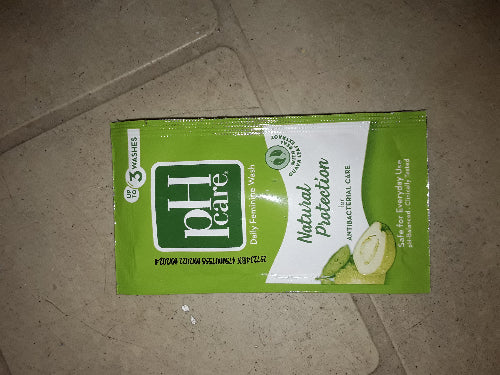 UP TO 3 WASHES
pH
care
Daily Feminine Wash
Natural
Protection
for
ANTIBACTERIAL CARE
Safe for Everyday Use
pH-Balanced. Clinically Tested